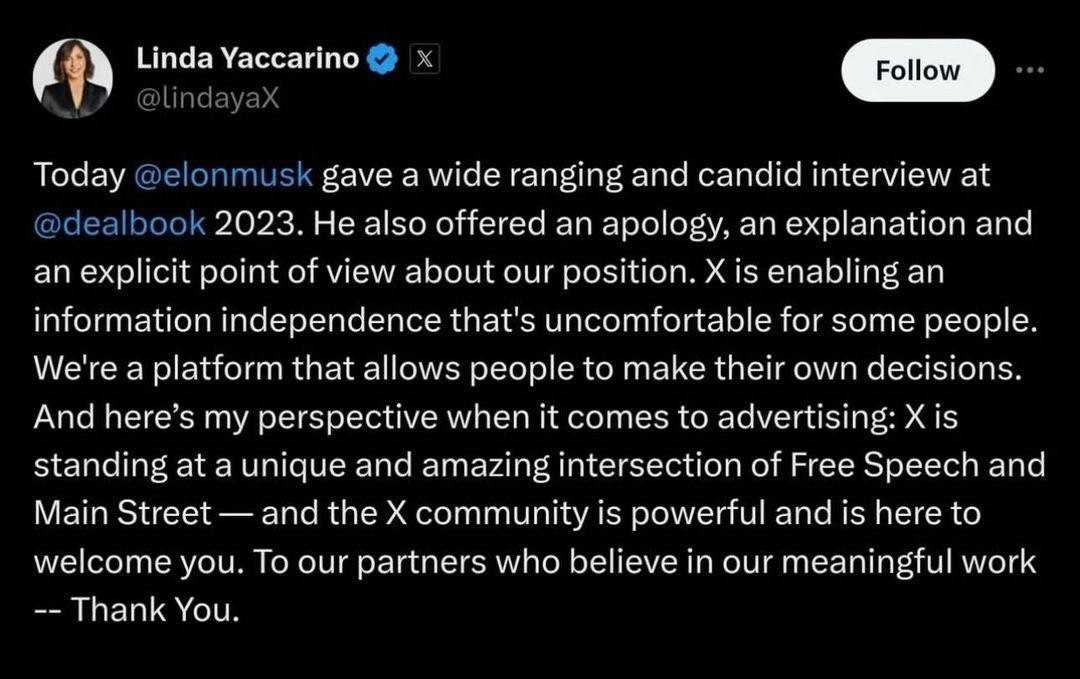 Linda Yaccarino X
@lindayaX
Follow
Today @elonmusk gave a wide ranging and candid interview at
@dealbook 2023. He also offered an apology, an explanation and
an explicit point of view about our position. X is enabling an
information independence that's uncomfortable for some people.
We're a platform that allows people to make their own decisions.
And here’s my perspective when it comes to advertising: X is
standing at a unique and amazing intersection of Free Speech and
Main Street — and the X community is powerful and is here to
welcome you. To our partners who believe in our meaningful work
-- Thank You.